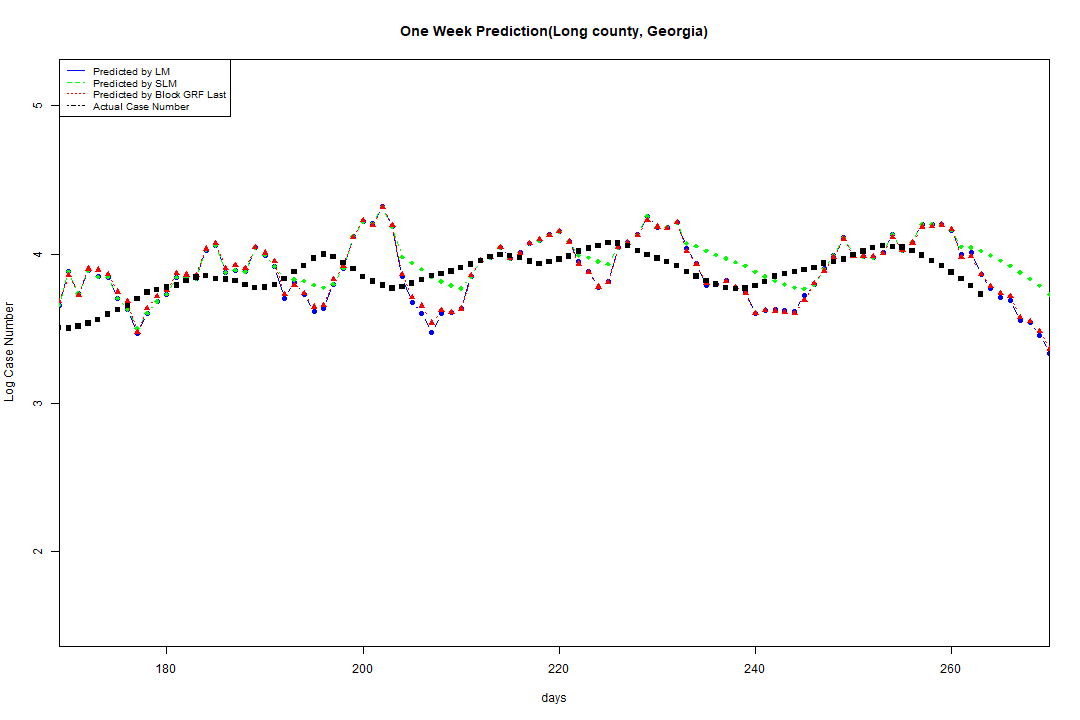 One Week Prediction(Long county, Georgia)
Predicted by LM
Predicted by SLM
Predicted by Block GRF Last
Actual Case Number
5
4
3
2
Log Case Number
180
200
220
240
260
days